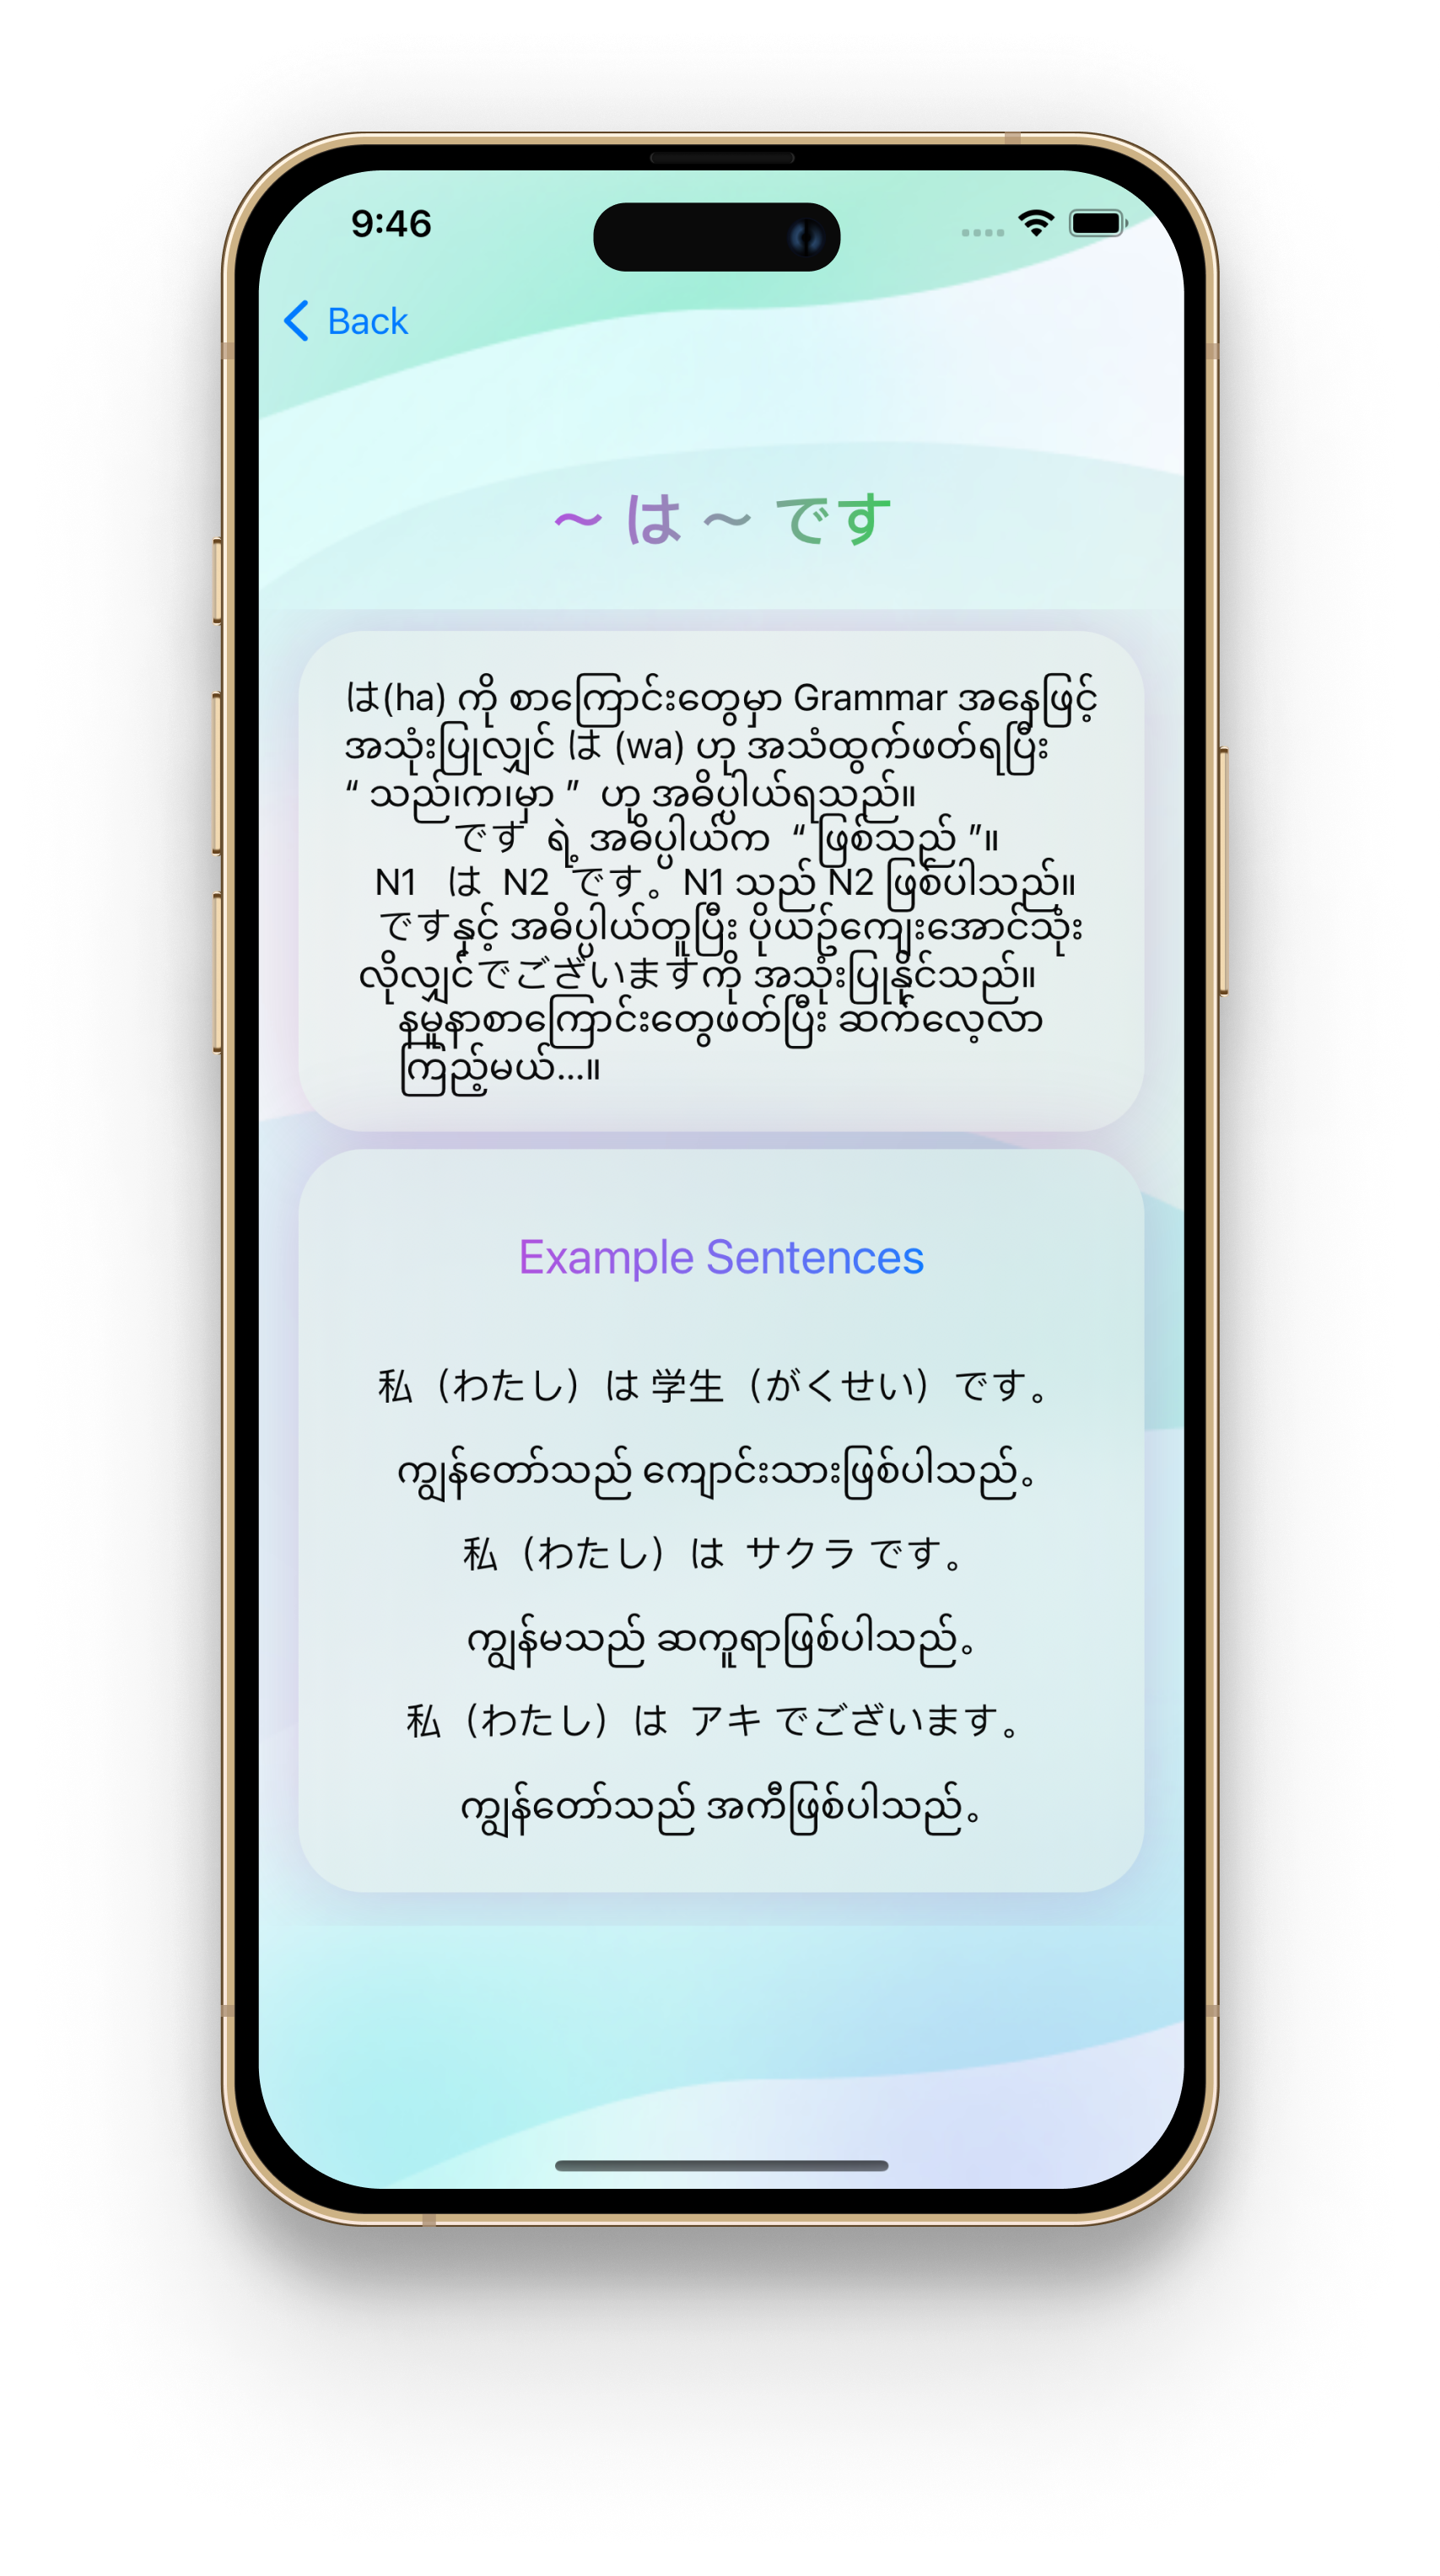 9:46
Back
〜 は 〜 です
は(ha) ကို စာကြောင်းတွေမှာ Grammar အနေဖြင့်
အသုံးပြုလျှင် は (wa) ဟု အသံထွက်ဖတ်ရပြီး
“ သည်၊က၊မှာ ” ဟု အဓိပ္ပါယ်ရသည်။
です ရဲ့ အဓိပ္ပါယ်က “ ဖြစ်သည် ”။
N1 は N2 です。N1 သည် N2 ဖြစ်ပါသည်။
ですနှင့် အဓိပ္ပါယ်တူပြီး ပိုယဥ်ကျေးအောင်သုံး
လိုလျှင်でございますကို အသုံးပြုနိုင်သည်။
နမူနာစာကြောင်းတွေဖတ်ပြီး ဆက်လေ့လာ
ကြည့်မယ်...။
Example Sentences
私（わたし）は 学生（がくせい）です。
ကျွန်တော်သည် ကျောင်းသားဖြစ်ပါသည်。
私（わたし）は サクラ です。
ကျွန်မသည် ဆကူရာဖြစ်ပါသည်。
私（わたし）は アキ でございます。
ကျွန်တော်သည် အကီဖြစ်ပါသည်。